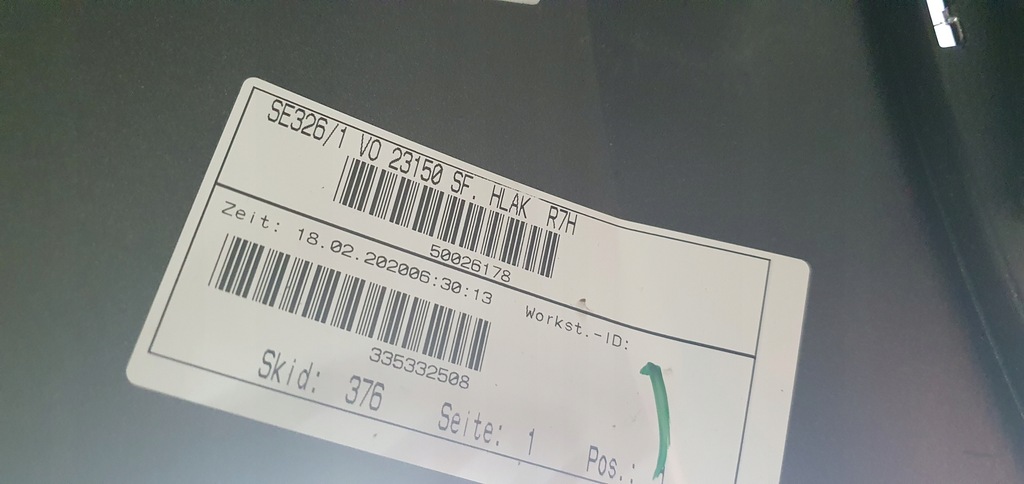 SE326/1 VO 23150 SF. HLAK R7H
50026178
Zeit: 18.02.202006:30:13
Workst.-ID:
335332508
Skid: 376 Seite: 1 Pos.: